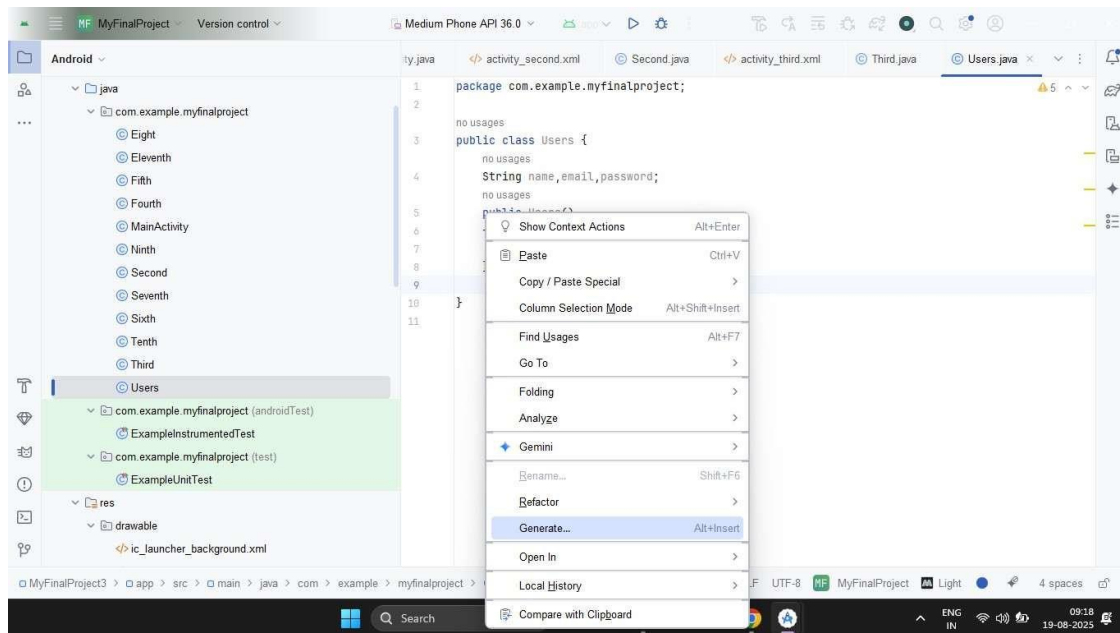 MF MyFinalProject Version control Medium Phone API 36.0 app
Android
ity.java activity_second.xml Second.java activity_third.xml Third.java Users.java
java
com.example.myfinalproject
Eight
Eleventh
Fifth
Fourth
MainActivity
Ninth
Second
Seventh
Sixth
Tenth
Third
Users
com.example.myfinalproject (androidTest)
ExampleInstrumentedTest
com.example.myfinalproject (test)
ExampleUnitTest
res
drawable
ic_launcher_background.xml
1 package com.example.myfinalproject;
5
2
no usages
3 public class Users {
no usages
4 String name,email,password;
no usages
5 public Users()
6
7
8
9
10 }
11
Show Context Actions Alt+Enter
Paste Ctrl+V
Copy / Paste Special
Column Selection Mode Alt+Shift+Insert
Find Usages Alt+F7
Go To
Folding
Analyze
Gemini
Rename... Shift+F6
Refactor
Generate... Alt+Insert
Open In
Local History
Compare with Clipboard
MyFinalProject3 > app > src > main > java > com > example > myfinalproject >
LF UTF-8 MF MyFinalProject M Light 4 spaces
Search
ENG
IN
09:18
19-08-2025